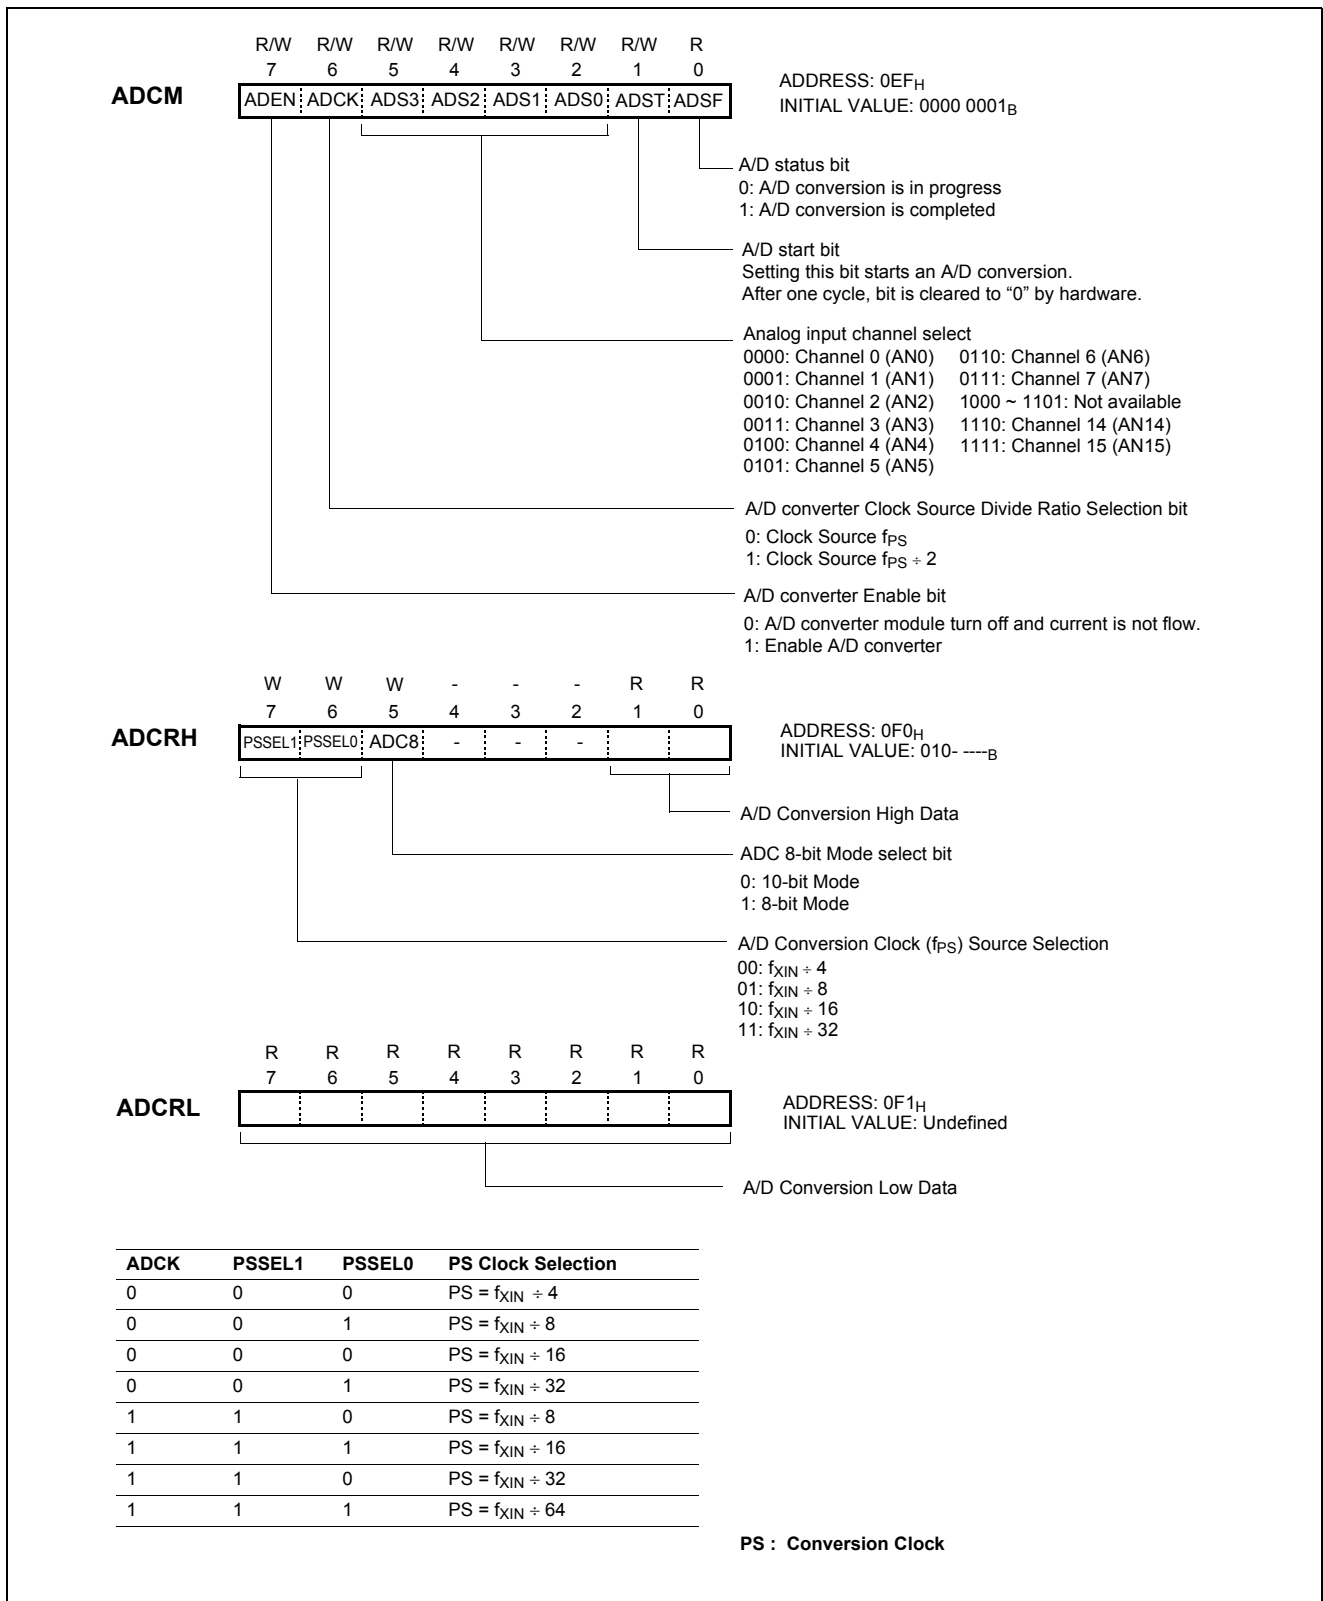 R/W R/W R/W R/W R/W R/W R/W R
7 6 5 4 3 2 1 0
ADCM ADEN ADCK ADS3 ADS2 ADS1 ADS0 ADST ADSF
ADDRESS: 0EFH
INITIAL VALUE: 0000 0001B
A/D status bit
0: A/D conversion is in progress
1: A/D conversion is completed
A/D start bit
Setting this bit starts an A/D conversion.
After one cycle, bit is cleared to “0” by hardware.
Analog input channel select
0000: Channel 0 (AN0) 0110: Channel 6 (AN6)
0001: Channel 1 (AN1) 0111: Channel 7 (AN7)
0010: Channel 2 (AN2) 1000 ~ 1101: Not available
0011: Channel 3 (AN3) 1110: Channel 14 (AN14)
0100: Channel 4 (AN4) 1111: Channel 15 (AN15)
0101: Channel 5 (AN5)
A/D converter Clock Source Divide Ratio Selection bit
0: Clock Source fPS
1: Clock Source fPS ÷ 2
A/D converter Enable bit
0: A/D converter module turn off and current is not flow.
1: Enable A/D converter
W W W - - - R R
7 6 5 4 3 2 1 0
ADCRH PSSEL1 PSSEL0 ADC8 - - -
ADDRESS: 0F0H
INITIAL VALUE: 010- ----B
A/D Conversion High Data
ADC 8-bit Mode select bit
0: 10-bit Mode
1: 8-bit Mode
A/D Conversion Clock (fPS) Source Selection
00: fXIN ÷ 4
01: fXIN ÷ 8
10: fXIN ÷ 16
11: fXIN ÷ 32
R R R R R R R R
7 6 5 4 3 2 1 0
ADCRL
ADDRESS: 0F1H
INITIAL VALUE: Undefined
A/D Conversion Low Data
ADCK PSSEL1 PSSEL0 PS Clock Selection
0 0 0 PS = fXIN ÷ 4
0 0 1 PS = fXIN ÷ 8
0 0 0 PS = fXIN ÷ 16
0 0 1 PS = fXIN ÷ 32
1 1 0 PS = fXIN ÷ 8
1 1 1 PS = fXIN ÷ 16
1 1 0 PS = fXIN ÷ 32
1 1 1 PS = fXIN ÷ 64
PS : Conversion Clock